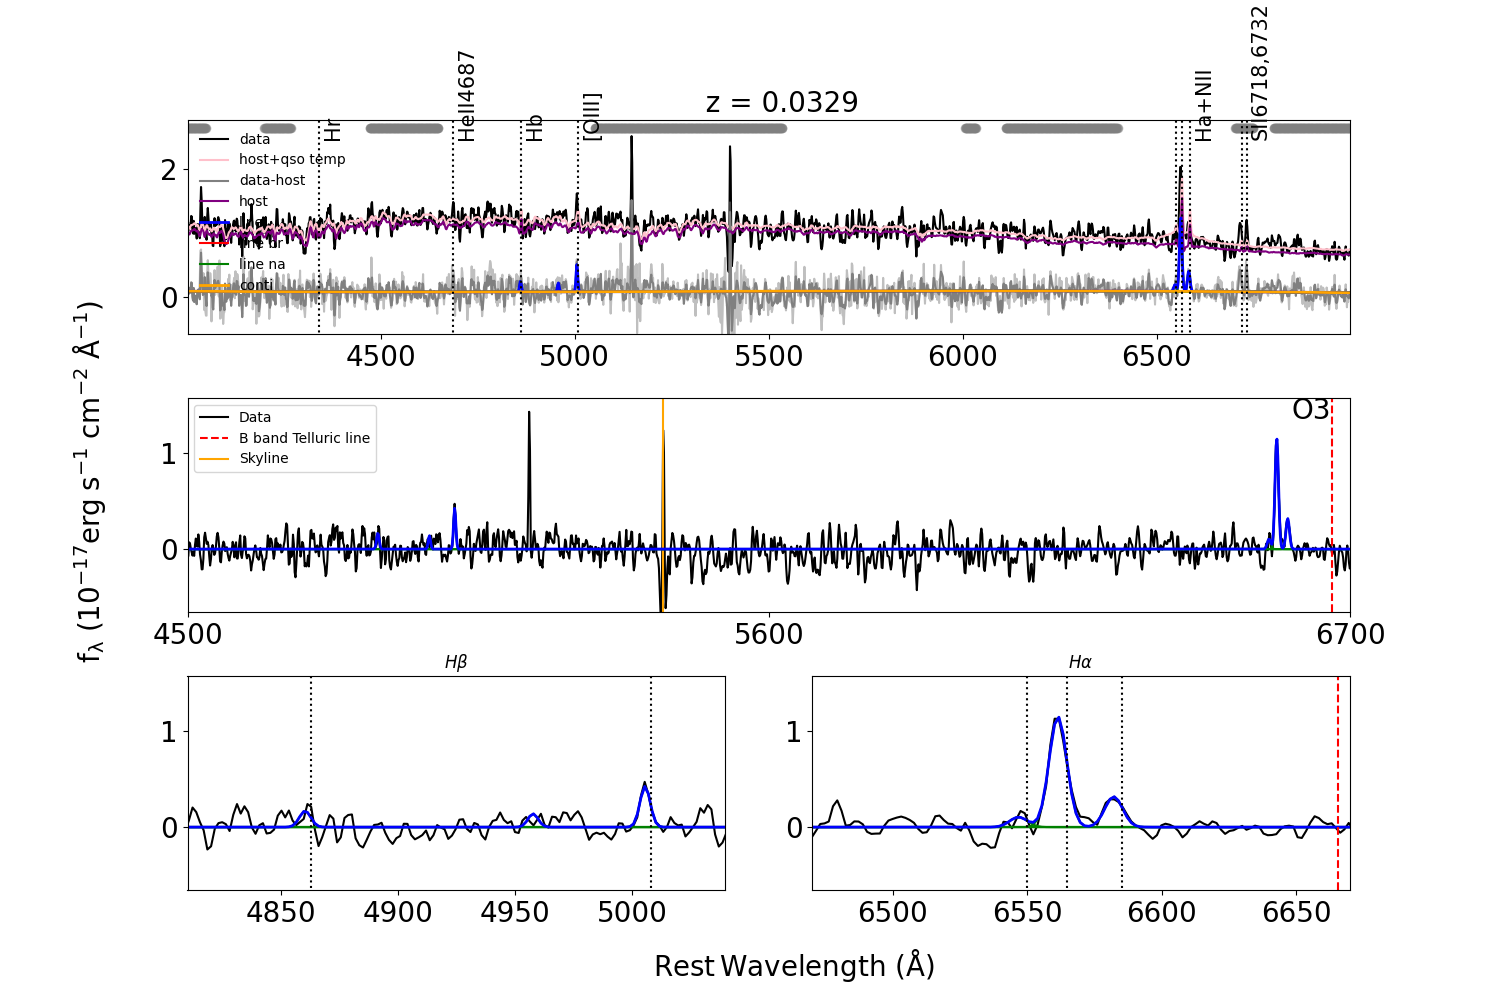 z = 0.0329
Hr
HeII4687
Hb
[OIII]
Ha+NII
SII6718,6732
data
host+qso temp
data-host
host
line
line br
line na
conti
2
0
4500 5000 5500 6000 6500
fλ (10⁻¹⁷erg s⁻¹ cm⁻² Å⁻¹)
Data
B band Telluric line
Skyline
O3
1
0
4500 5600 6700
Hβ
1
0
4850 4900 4950 5000
Hα
1
0
6500 6550 6600 6650
Rest Wavelength (Å)